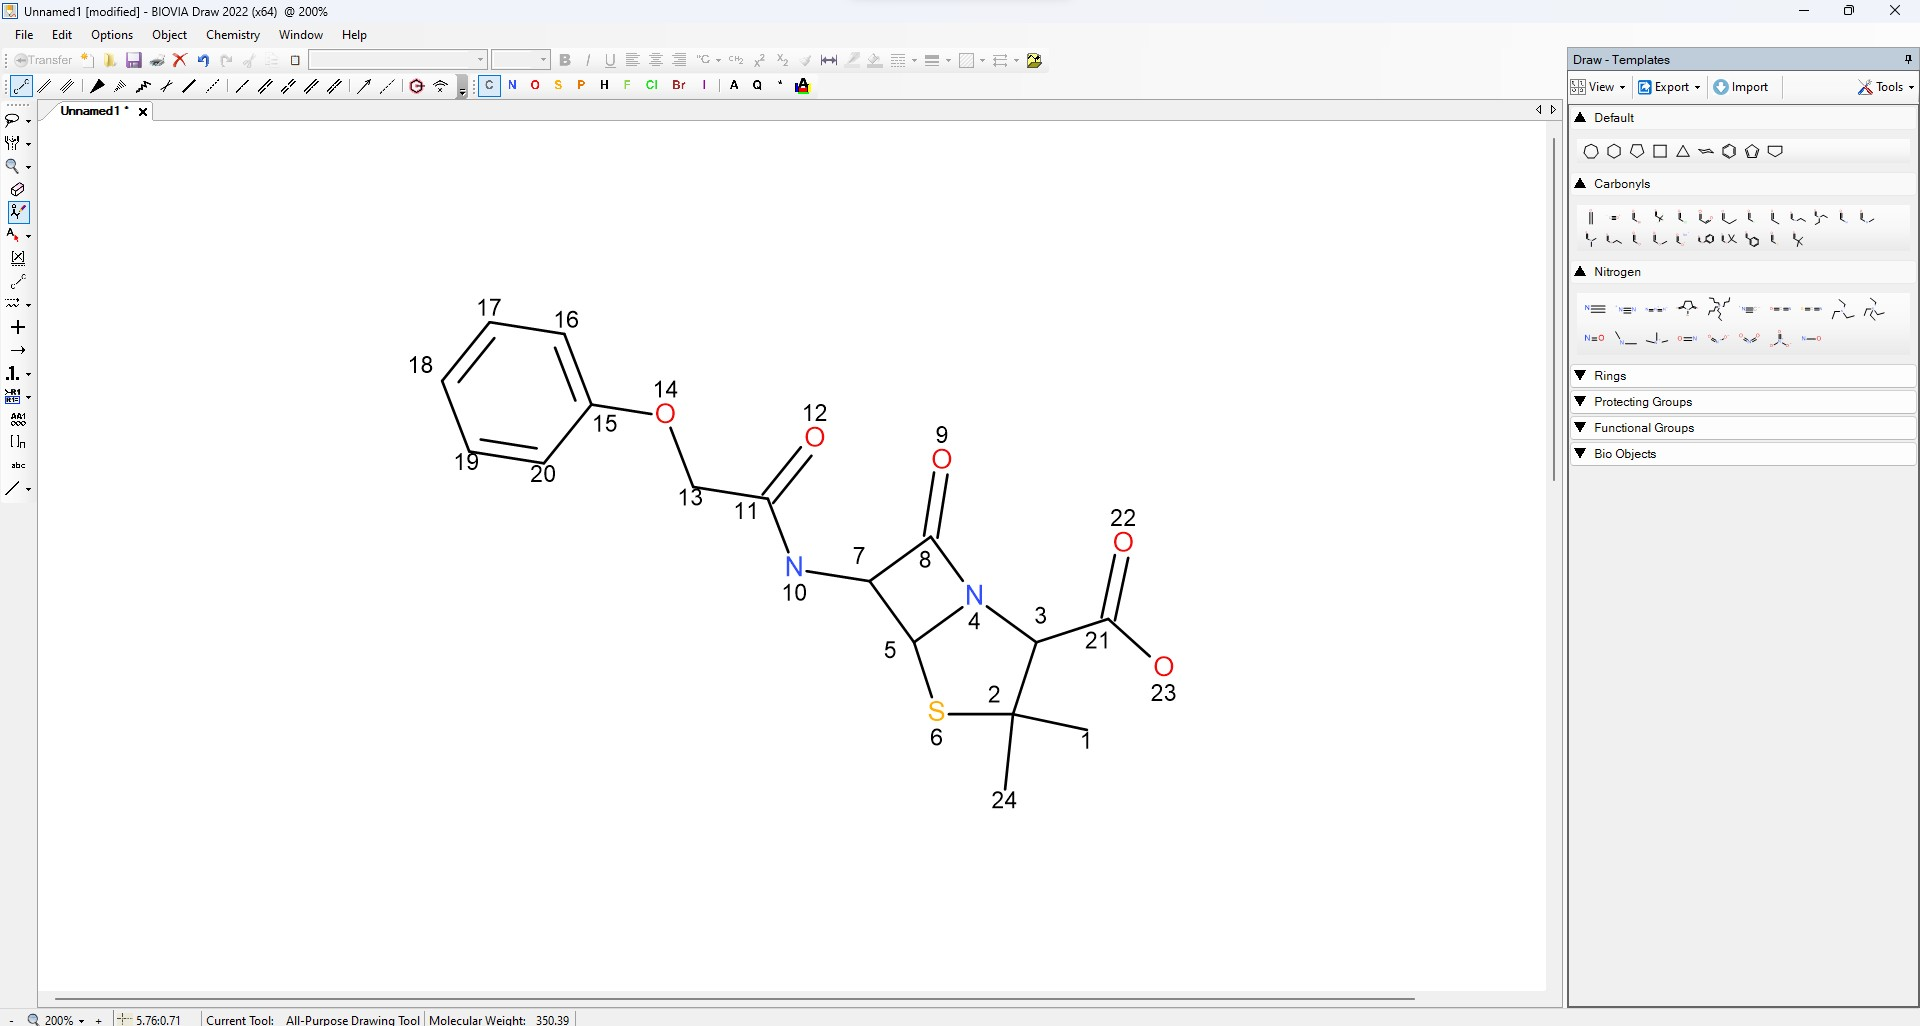 Unnamed1 [modified] - BIOVIA Draw 2022 (x64) @ 200%
File Edit Options Object Chemistry Window Help
Transfer B I U °C CH₂ x² x₂
C N O S P H F Cl Br I A Q * A
Unnamed1 *
Draw - Templates
View Export Import Tools
Default
Carbonyls
Nitrogen
Rings
Protecting Groups
Functional Groups
Bio Objects
17
16
18
14
O
15
12
O
19
20
13
11
9
O
22
O
7
8
N
10
N
4
3
21
5
O
23
2
S
6
1
24
- 200% + 5.76:0.71 Current Tool: All-Purpose Drawing Tool Molecular Weight: 350.39